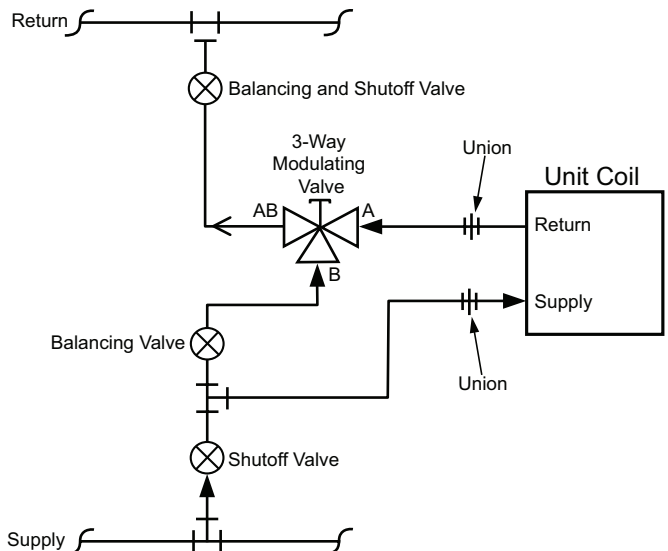 Return
Balancing and Shutoff Valve
3-Way
Modulating
Valve
Union
Unit Coil
AB
A
Return
B
Supply
Balancing Valve
Union
Shutoff Valve
Supply